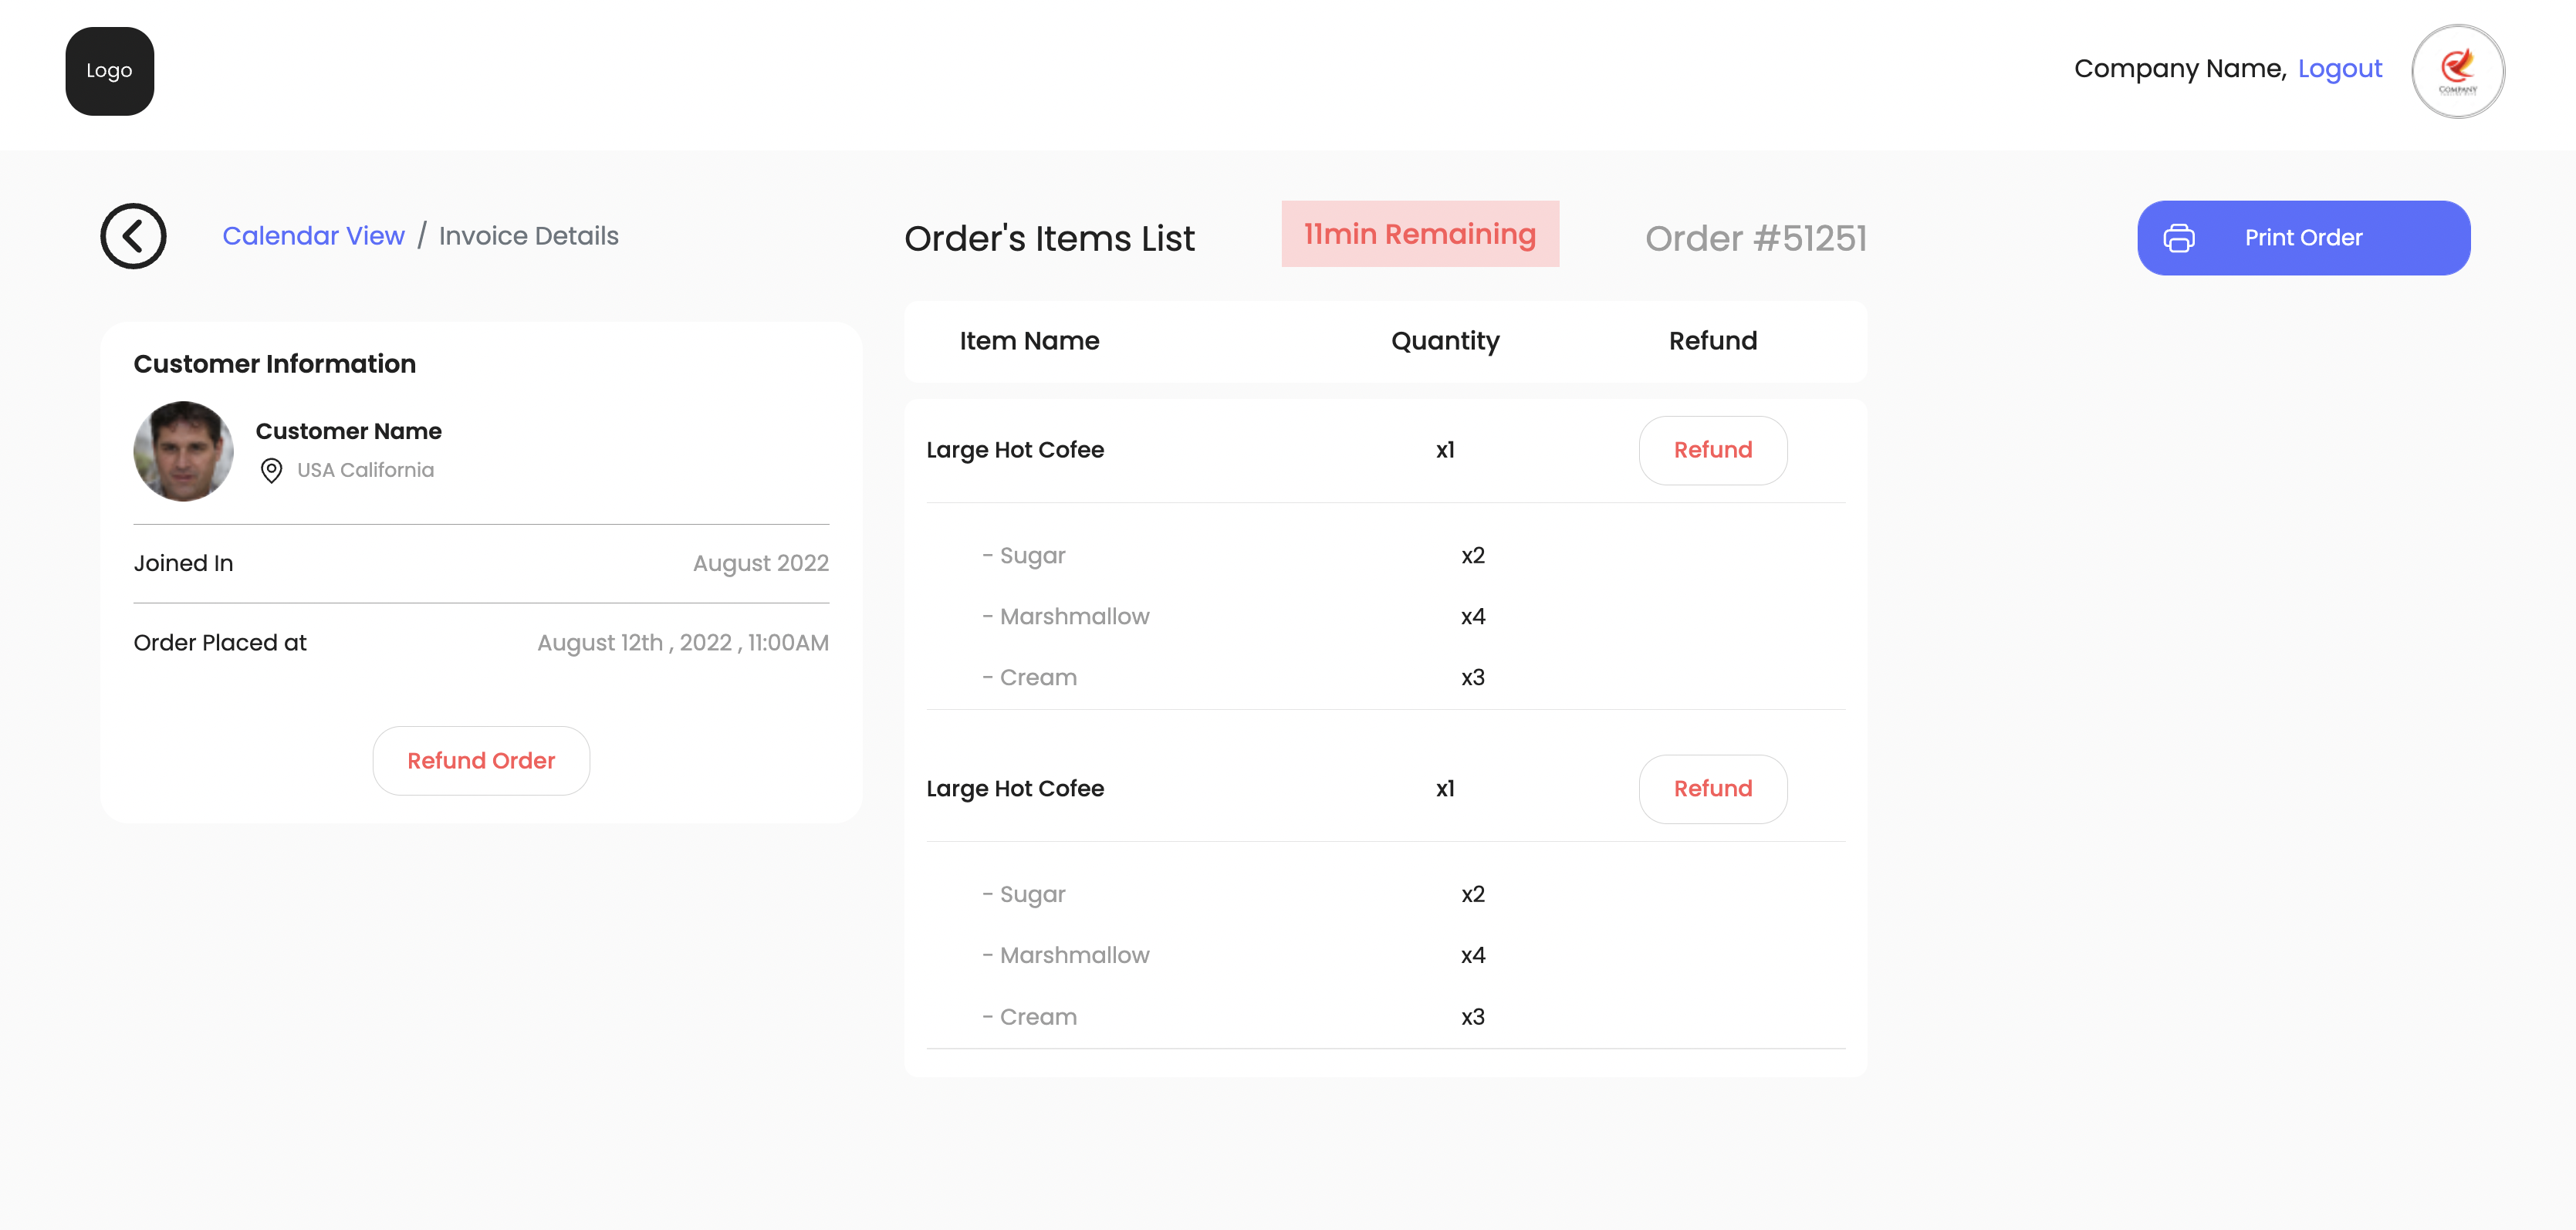 Logo
Company Name, Logout
COMPANY
Calendar View / Invoice Details
Order's Items List
11min Remaining
Order #51251
Print Order
Customer Information
Customer Name
USA California
Joined In August 2022
Order Placed at August 12th , 2022 , 11:00AM
Refund Order
Item Name Quantity Refund
Large Hot Cofee x1 Refund
- Sugar x2
- Marshmallow x4
- Cream x3
Large Hot Cofee x1 Refund
- Sugar x2
- Marshmallow x4
- Cream x3